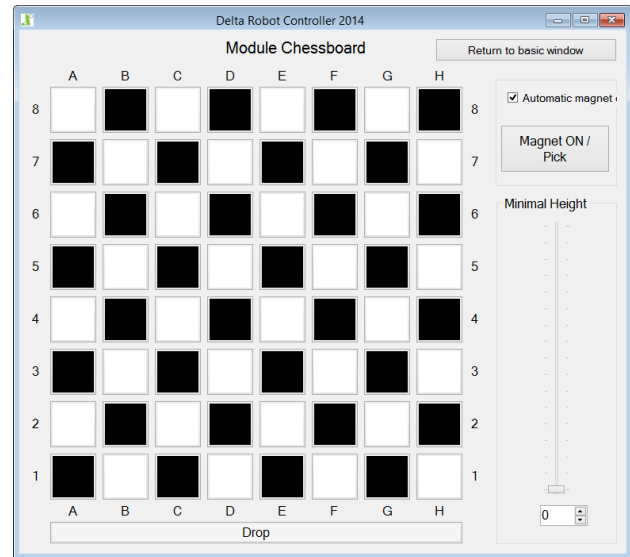 Delta Robot Controller 2014
Module Chessboard
Return to basic window
A B C D E F G H
8 8
7 7
6 6
5 5
4 4
3 3
2 2
1 1
A B C D E F G H
Drop
Automatic magnet
Magnet ON /
Pick
Minimal Height
0